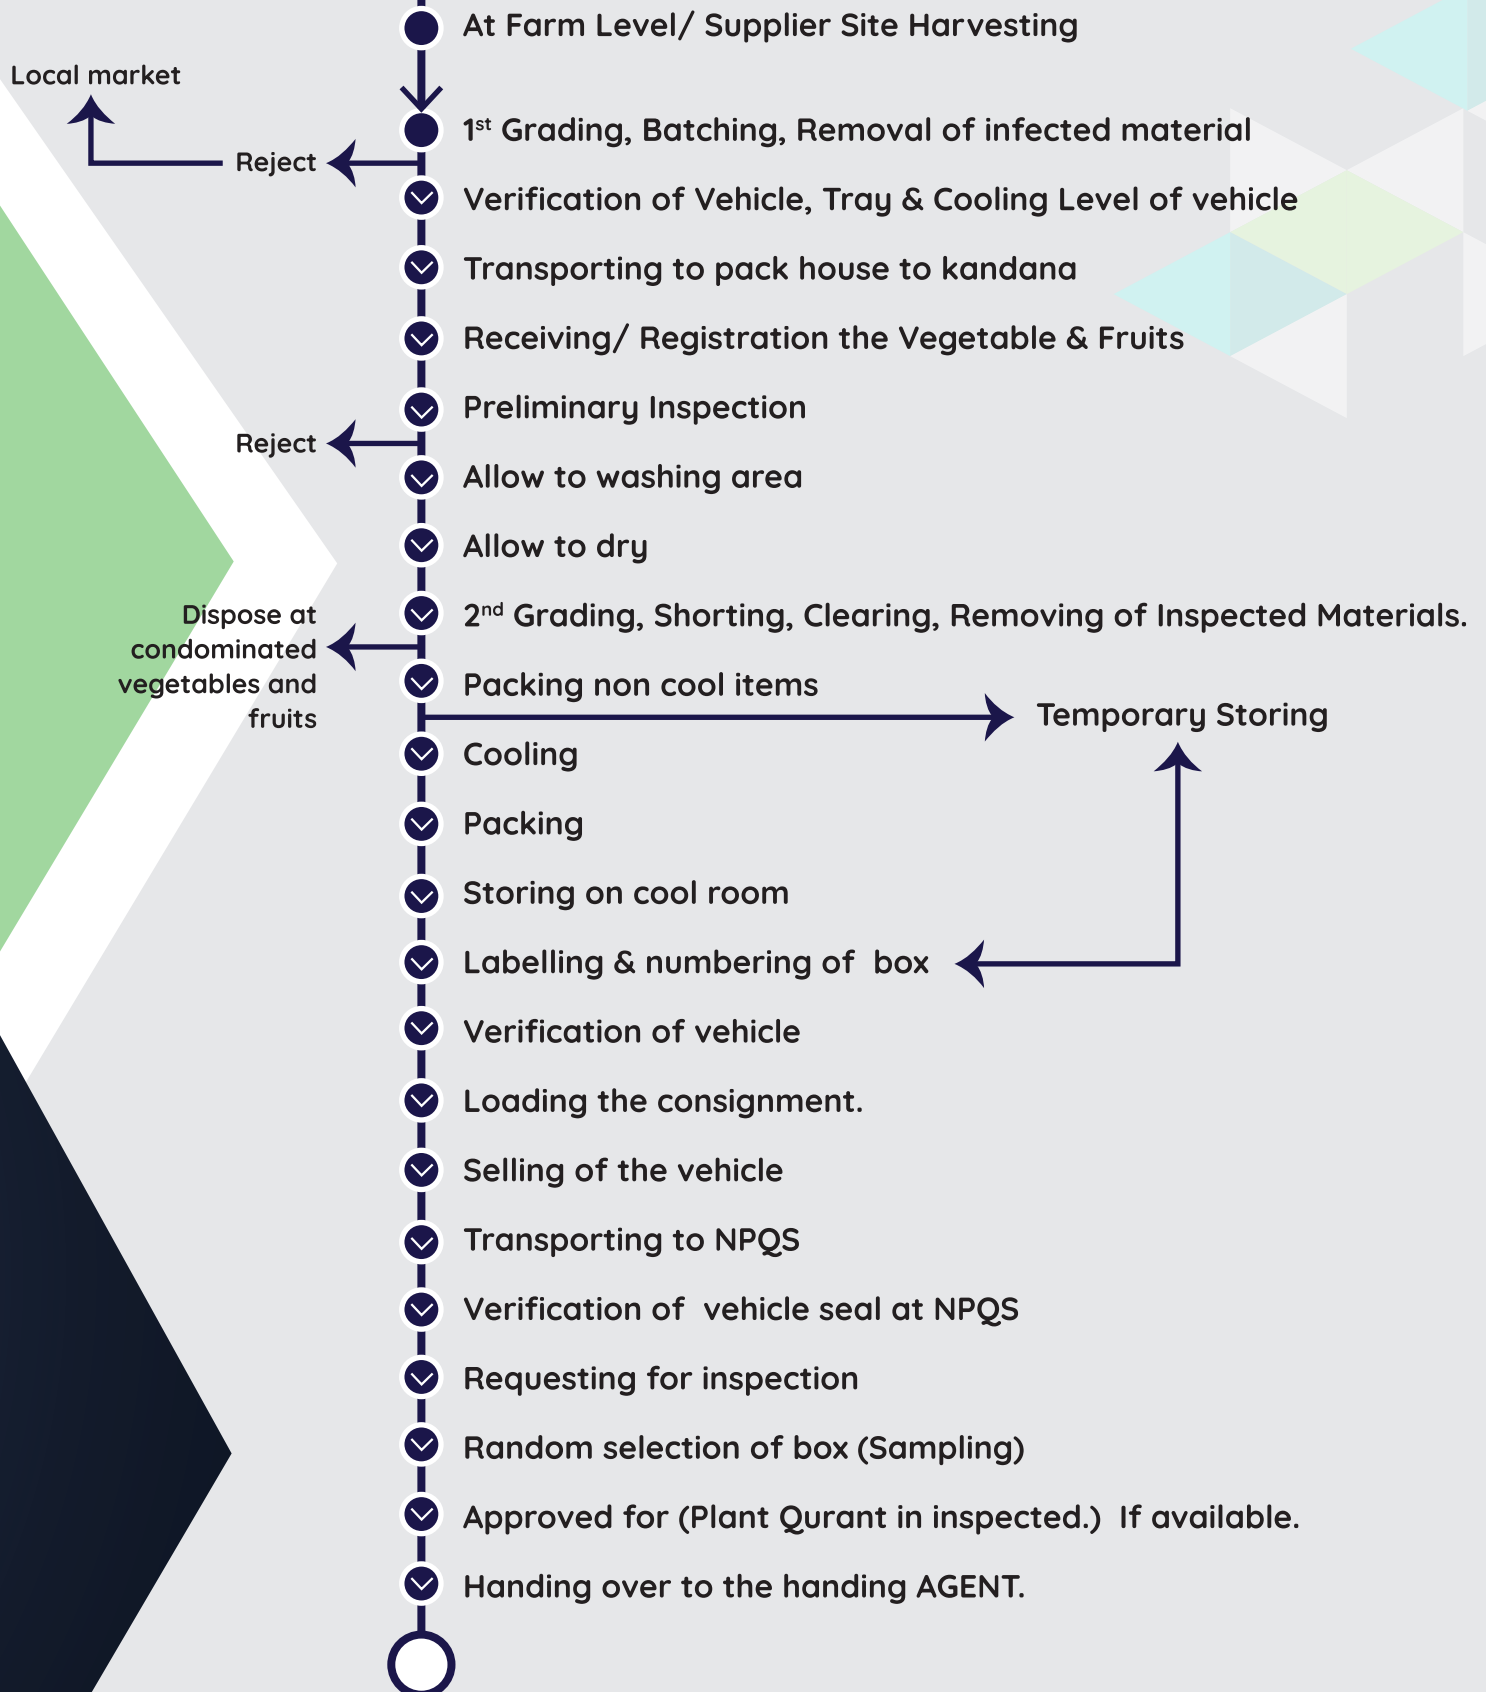 At Farm Level/ Supplier Site Harvesting
Local market
1st Grading, Batching, Removal of infected material
Reject
Verification of Vehicle, Tray & Cooling Level of vehicle
Transporting to pack house to kandana
Receiving/ Registration the Vegetable & Fruits
Preliminary Inspection
Reject
Allow to washing area
Allow to dry
2nd Grading, Shorting, Clearing, Removing of Inspected Materials.
Dispose at
condominated
vegetables and
fruits
Packing non cool items
Temporary Storing
Cooling
Packing
Storing on cool room
Labelling & numbering of  box
Verification of vehicle
Loading the consignment.
Selling of the vehicle
Transporting to NPQS
Verification of  vehicle seal at NPQS
Requesting for inspection
Random selection of box (Sampling)
Approved for (Plant Qurant in inspected.)  If available.
Handing over to the handing AGENT.